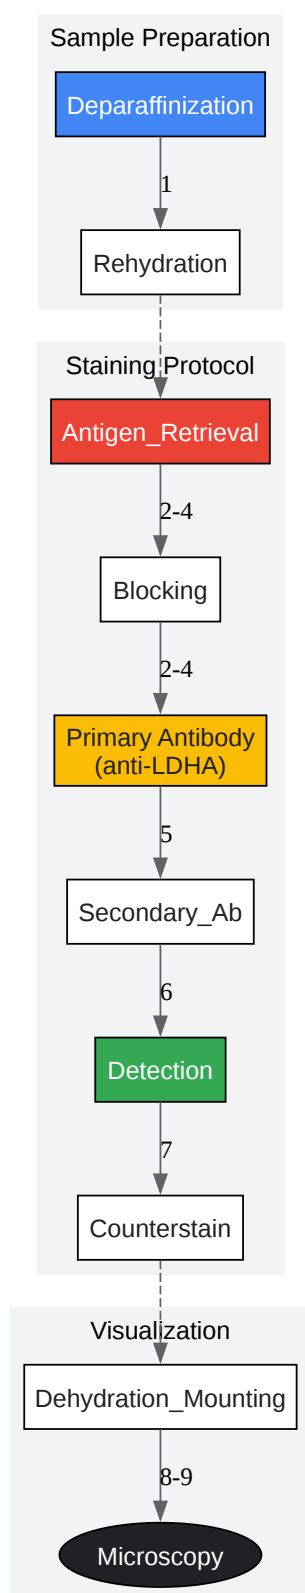 Sample Preparation
Deparaffinization
1
Rehydration
Staining Protocol
Antigen_Retrieval
2-4
Blocking
2-4
Primary Antibody
(anti-LDHA)
5
Secondary_Ab
6
Detection
7
Counterstain
Visualization
Dehydration_Mounting
8-9
Microscopy